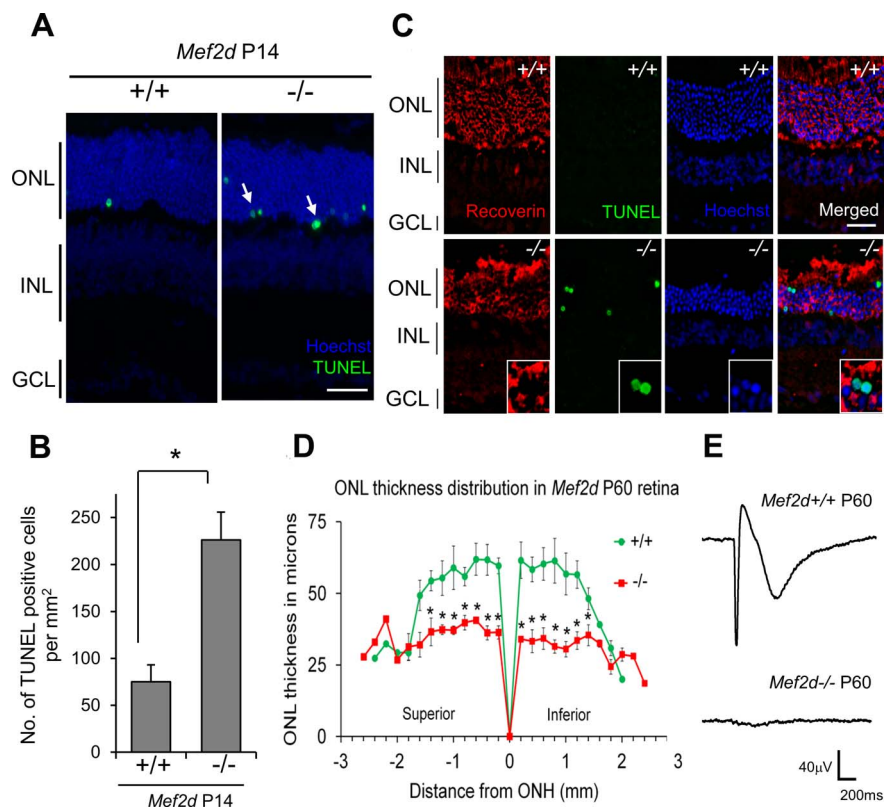 A
Mef2d P14
+/+ -/-
ONL
INL
GCL
Hoechst
TUNEL
C
+/+ +/+ +/+ +/+
ONL
INL
GCL
Recoverin TUNEL Hoechst Merged
-/- -/- -/- -/-
ONL
INL
GCL
B
*
No. of TUNEL positive cells
per mm2
250
200
150
100
50
0
+/+ -/-
Mef2d P14
D
ONL thickness distribution in Mef2d P60 retina
ONL thickness in microns
75
50
25
0
+/+
-/-
* * * * * * * * * * * * * *
Superior Inferior
-3 -2 -1 0 1 2 3
Distance from ONH (mm)
E
Mef2d+/+ P60
Mef2d-/- P60
40µV
200ms